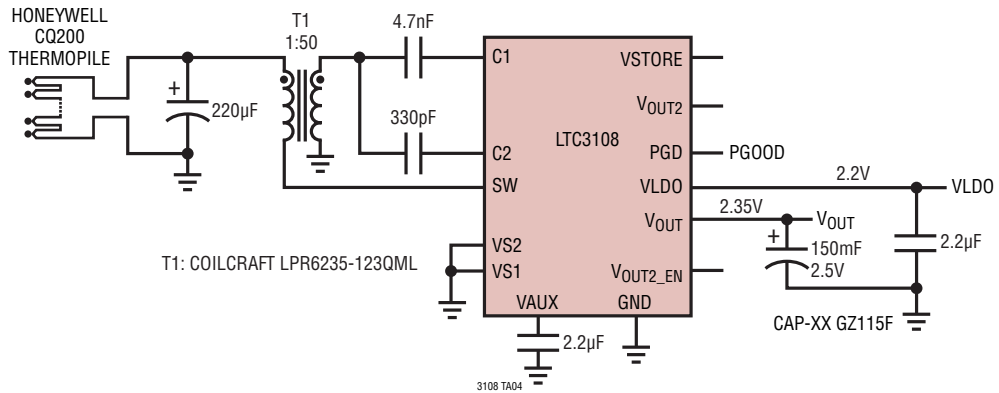 HONEYWELL
CQ200
THERMOPILE
+
220µF
T1
1:50
4.7nF
330pF
C1
C2
SW
VS2
VS1
VAUX
GND
LTC3108
VSTORE
VOUT2
PGD
VLDO
VOUT
VOUT2_EN
PGOOD
2.2V
VLDO
2.35V
VOUT
+
150mF
2.5V
2.2µF
CAP-XX GZ115F
T1: COILCRAFT LPR6235-123QML
2.2µF
3108 TA04